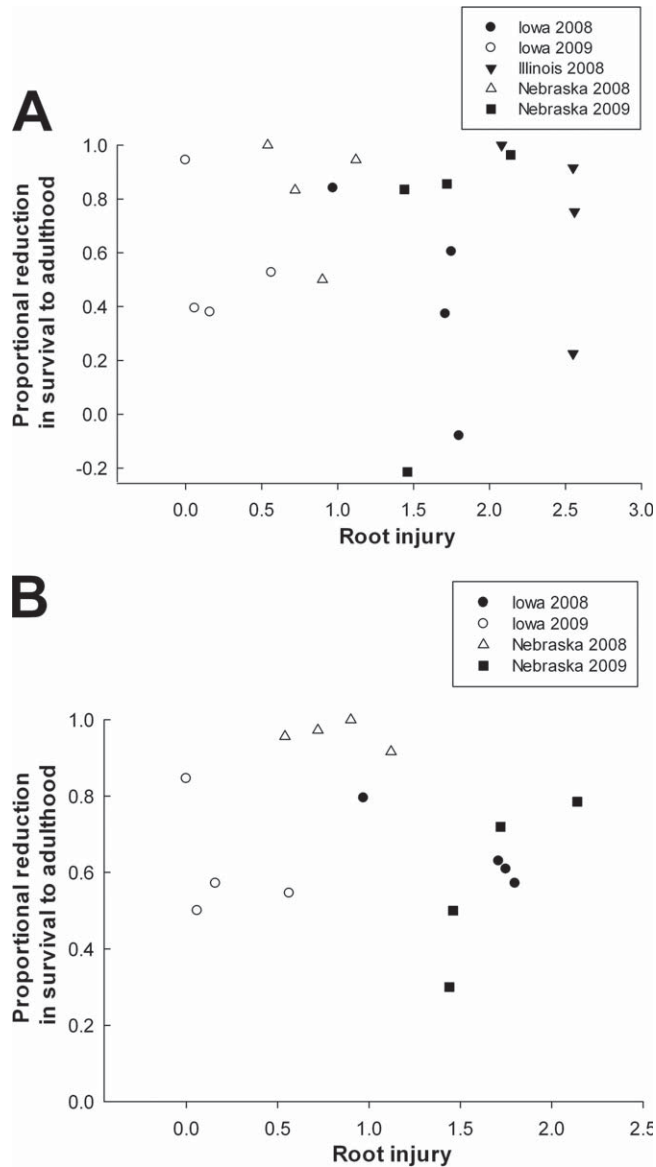 Iowa 2008
Iowa 2009
Illinois 2008
Nebraska 2008
Nebraska 2009
A
Proportional reduction
in survival to adulthood
1.0
0.8
0.6
0.4
0.2
0.0
-0.2
0.0 0.5 1.0 1.5 2.0 2.5 3.0
Root injury
B
Iowa 2008
Iowa 2009
Nebraska 2008
Nebraska 2009
Proportional reduction
in survival to adulthood
1.0
0.8
0.6
0.4
0.2
0.0
0.0 0.5 1.0 1.5 2.0 2.5
Root injury